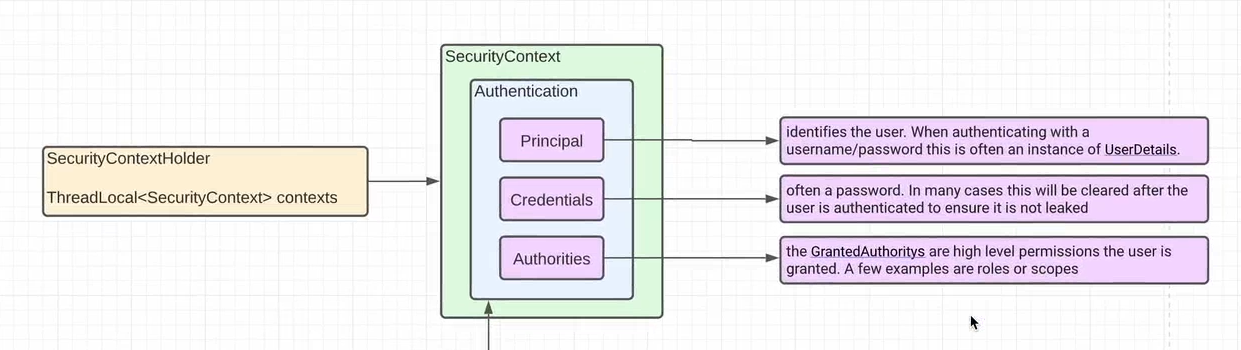 SecurityContextHolder
ThreadLocal<SecurityContext> contexts
SecurityContext
Authentication
Principal
Credentials
Authorities
identifies the user. When authenticating with a
username/password this is often an instance of UserDetails.
often a password. In many cases this will be cleared after the
user is authenticated to ensure it is not leaked
the GrantedAuthoritys are high level permissions the user is
granted. A few examples are roles or scopes